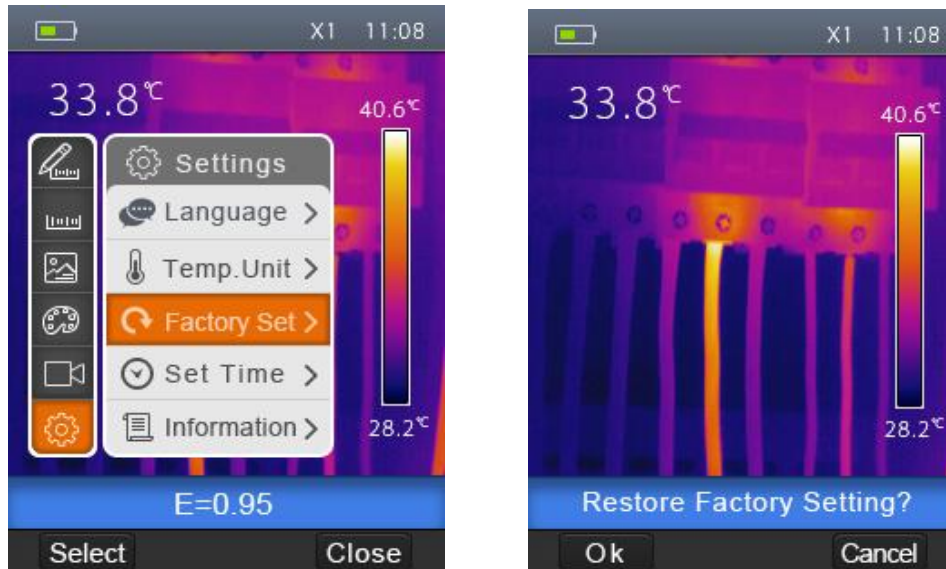 X1 11:08
33.8℃
40.6℃
Settings
Language
Temp.Unit
Factory Set
Set Time
Information
28.2℃
E=0.95
Select Close
X1 11:08
33.8℃
40.6℃
28.2℃
Restore Factory Setting?
Ok Cancel